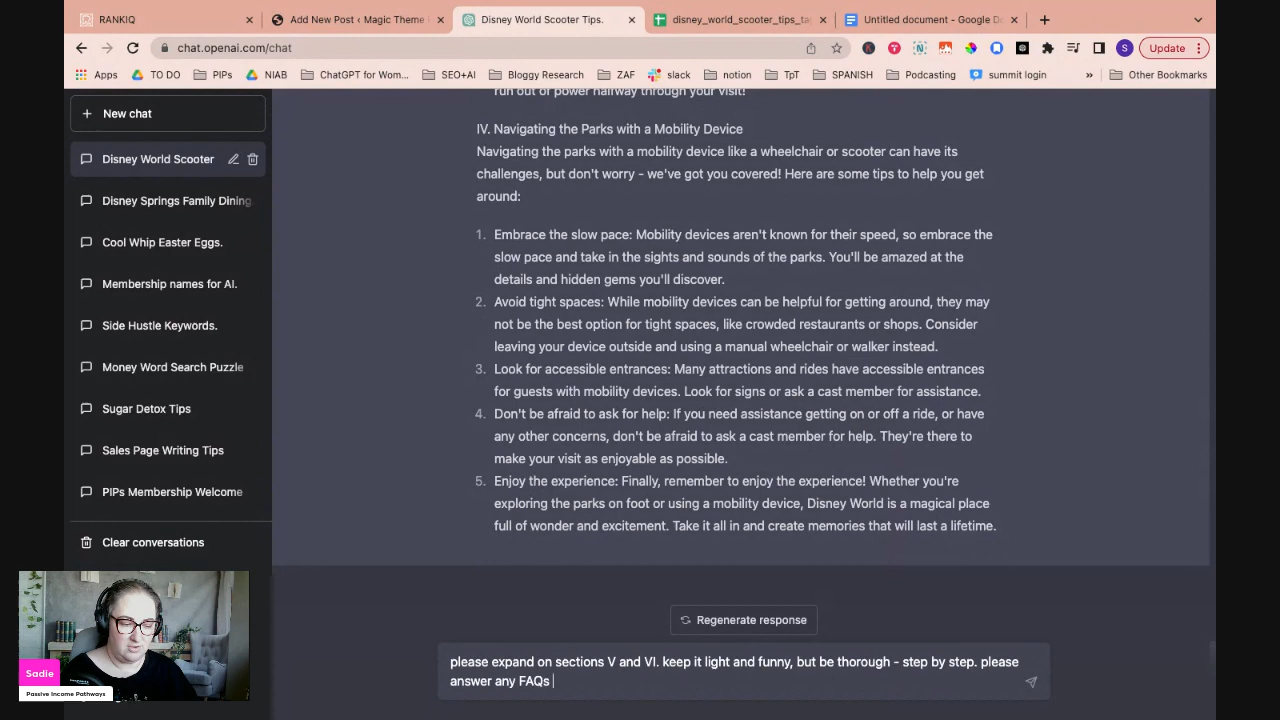 RANKIQ
Add New Post ‹ Magic Theme
Disney World Scooter Tips.
disney_world_scooter_tips_ta
Untitled document - Google D
chat.openai.com/chat
S
Update
Apps
TO DO
PIPs
NIAB
ChatGPT for Wom...
SEO+AI
Bloggy Research
ZAF
slack
notion
TpT
SPANISH
Podcasting
summit login
»
Other Bookmarks
run out of power halfway through your visit!
New chat
Disney World Scooter
Disney Springs Family Dining
Cool Whip Easter Eggs.
Membership names for AI.
Side Hustle Keywords.
Money Word Search Puzzle
Sugar Detox Tips
Sales Page Writing Tips
PIPs Membership Welcome
Clear conversations
IV. Navigating the Parks with a Mobility Device
Navigating the parks with a mobility device like a wheelchair or scooter can have its
challenges, but don't worry - we've got you covered! Here are some tips to help you get
around:
1. Embrace the slow pace: Mobility devices aren't known for their speed, so embrace the
slow pace and take in the sights and sounds of the parks. You'll be amazed at the
details and hidden gems you'll discover.
2. Avoid tight spaces: While mobility devices can be helpful for getting around, they may
not be the best option for tight spaces, like crowded restaurants or shops. Consider
leaving your device outside and using a manual wheelchair or walker instead.
3. Look for accessible entrances: Many attractions and rides have accessible entrances
for guests with mobility devices. Look for signs or ask a cast member for assistance.
4. Don't be afraid to ask for help: If you need assistance getting on or off a ride, or have
any other concerns, don't be afraid to ask a cast member for help. They're there to
make your visit as enjoyable as possible.
5. Enjoy the experience: Finally, remember to enjoy the experience! Whether you're
exploring the parks on foot or using a mobility device, Disney World is a magical place
full of wonder and excitement. Take it all in and create memories that will last a lifetime.
Regenerate response
please expand on sections V and VI. keep it light and funny, but be thorough - step by step. please
answer any FAQs
Sadie
Passive Income Pathways